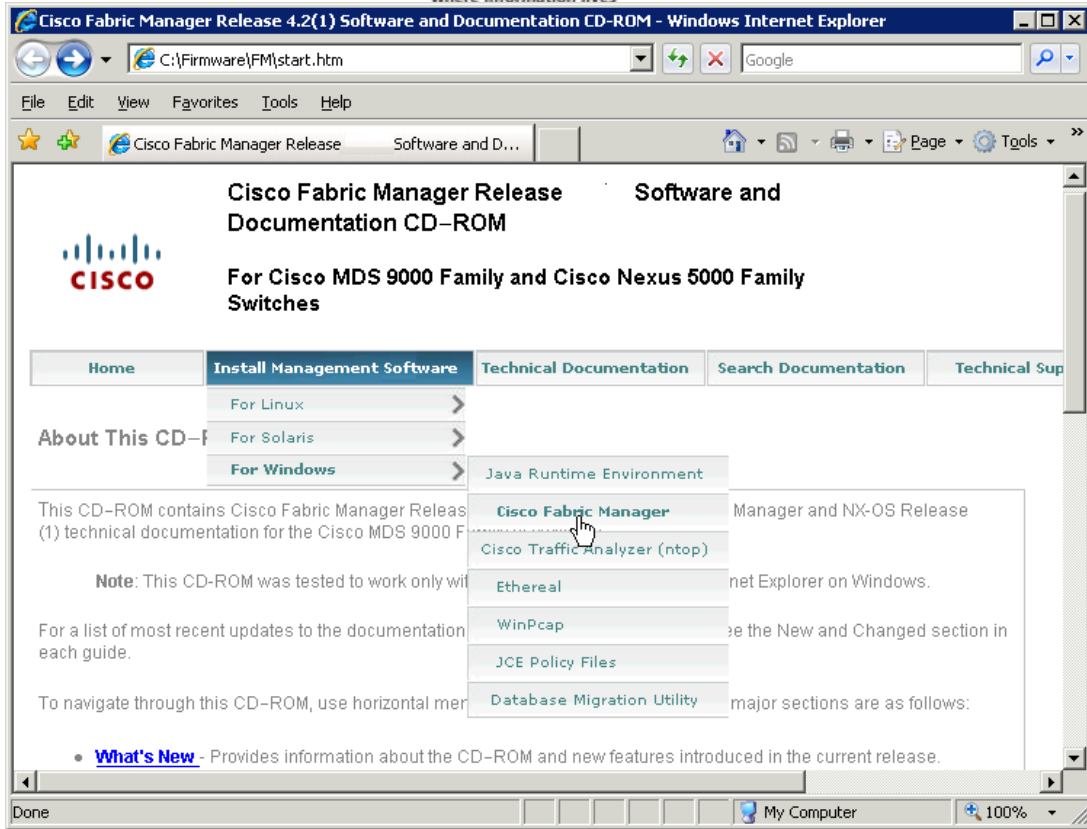 Cisco Fabric Manager Release 4.2(1) Software and Documentation CD-ROM - Windows Internet Explorer
C:\Firmware\FM\start.htm
Google
File Edit View Favorites Tools Help
Cisco Fabric Manager Release Software and D...
Page Tools »
Cisco Fabric Manager Release Software and
Documentation CD-ROM
CISCO
For Cisco MDS 9000 Family and Cisco Nexus 5000 Family
Switches
Home Install Management Software Technical Documentation Search Documentation Technical Sup
For Linux
About This CD-
For Solaris
For Windows
Java Runtime Environment
Cisco Fabric Manager
Cisco Traffic Analyzer (ntop)
Ethereal
WinPcap
JCE Policy Files
Database Migration Utility
This CD-ROM contains Cisco Fabric Manager Releas Manager and NX-OS Release
(1) technical documentation for the Cisco MDS 9000 F
Note: This CD-ROM was tested to work only wit net Explorer on Windows.
For a list of most recent updates to the documentation ee the New and Changed section in
each guide.
To navigate through this CD-ROM, use horizontal mer major sections are as follows:
• What's New - Provides information about the CD-ROM and new features introduced in the current release.
Done My Computer 100%